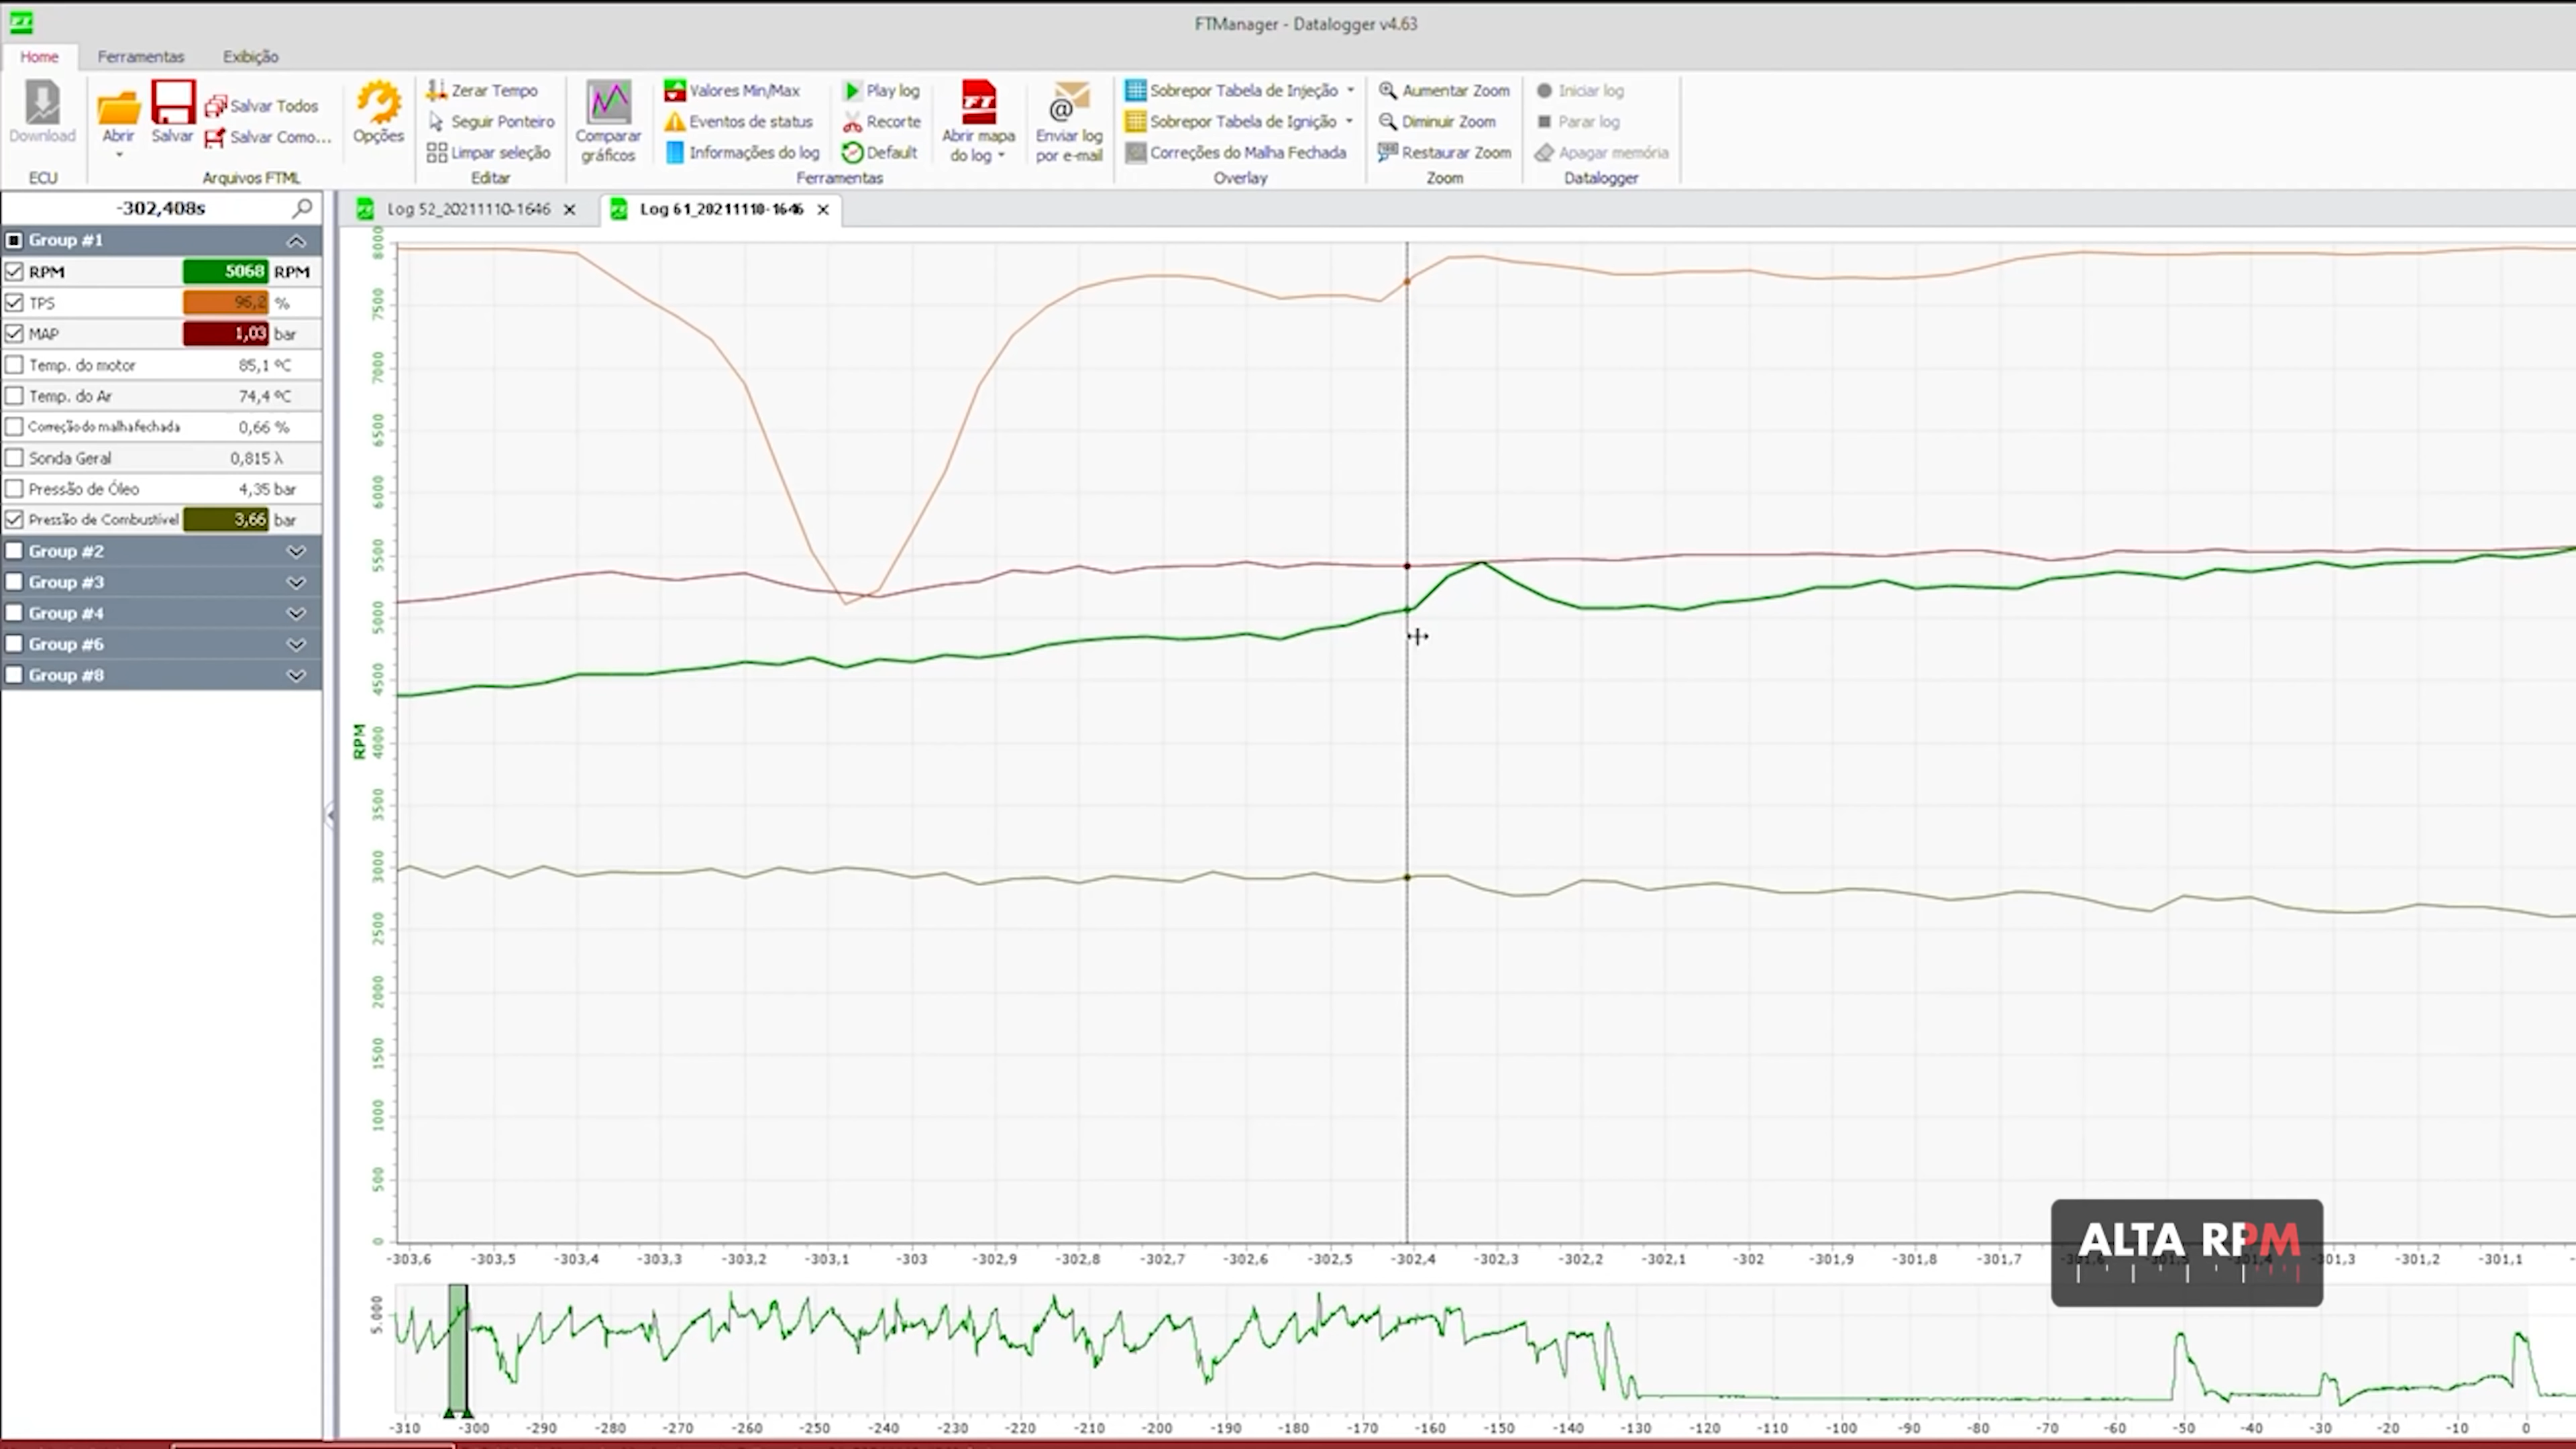 FTManager - Datalogger v4.63
Home Ferramentas Exibição
Download
Abrir
Salvar
Salvar Todos
Salvar Como...
Opções
Zerar Tempo
Seguir Ponteiro
Limpar seleção
Comparar gráficos
Valores Min/Max
Eventos de status
Informações do log
Play log
Recorte
Default
Abrir mapa do log
Enviar log por e-mail
Sobrepor Tabela de Injeção
Sobrepor Tabela de Ignição
Correções do Malha Fechada
Aumentar Zoom
Diminuir Zoom
Restaurar Zoom
Iniciar log
Parar log
Apagar memória
ECU Arquivos FTML Editar Ferramentas Overlay Zoom Datalogger
-302,408s
Log 52_20211110-1646
Log 61_20211110-1646
Group #1
RPM 5068 RPM
TPS 96,2 %
MAP 1,03 bar
Temp. do motor 85,1 ºC
Temp. do Ar 74,4 ºC
Correção do malha fechada 0,66 %
Sonda Geral 0,815 λ
Pressão de Óleo 4,35 bar
Pressão de Combustível 3,66 bar
Group #2
Group #3
Group #4
Group #6
Group #8
RPM
8000
7500
7000
6500
6000
5500
5000
4500
4000
3500
3000
2500
2000
1500
1000
500
0
-303,6 -303,5 -303,4 -303,3 -303,2 -303,1 -303 -302,9 -302,8 -302,7 -302,6 -302,5 -302,4 -302,3 -302,2 -302,1 -302 -301,9 -301,8 -301,7 -301,6 -301,5 -301,4 -301,3 -301,2 -301,1
ALTA RPM
5.000
-310 -300 -290 -280 -270 -260 -250 -240 -230 -220 -210 -200 -190 -180 -170 -160 -150 -140 -130 -120 -110 -100 -90 -80 -70 -60 -50 -40 -30 -20 -10 0